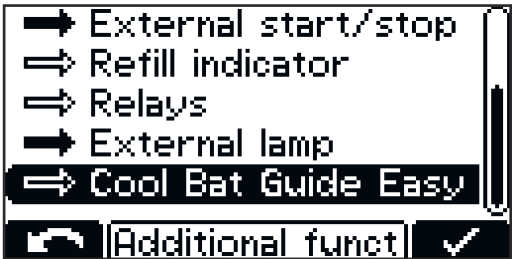 External start/stop
Refill indicator
Relays
External lamp
Cool Bat Guide Easy
Additional funct